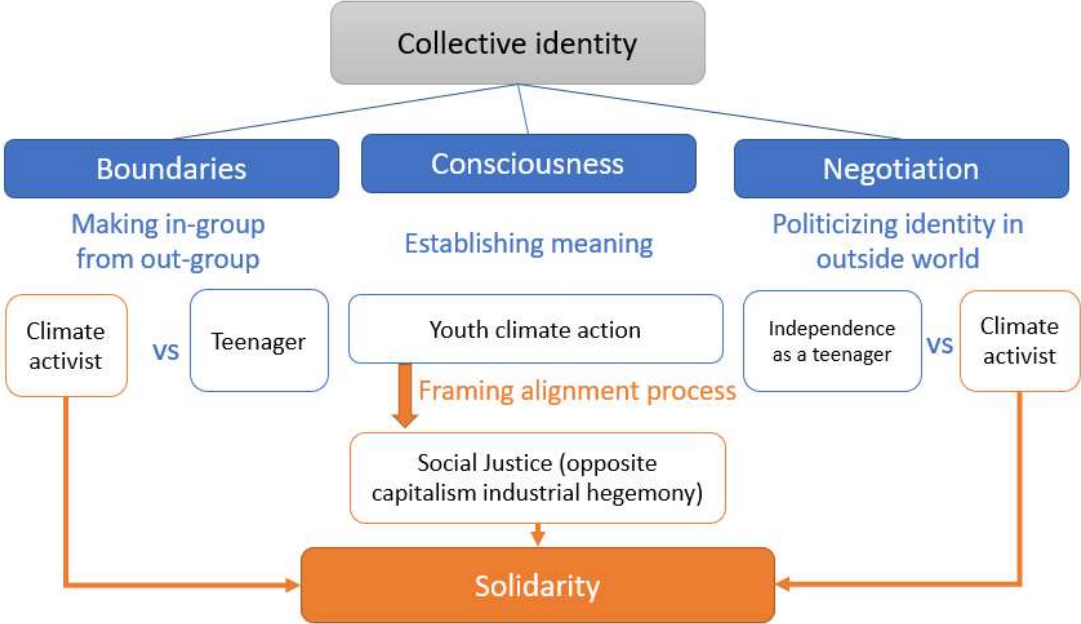 Collective identity
Boundaries
Consciousness
Negotiation
Making in-group
from out-group
Establishing meaning
Politicizing identity in
outside world
Climate
activist
vs
Teenager
Youth climate action
Independence
as a teenager
vs
Climate
activist
Framing alignment process
Social Justice (opposite
capitalism industrial hegemony)
Solidarity